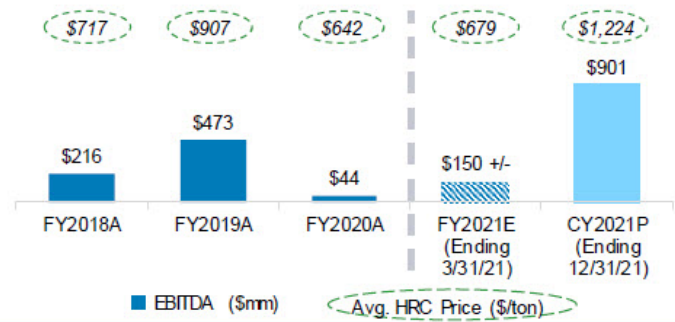 $717 $907 $642 $679 $1,224
$901
$473
$216
$150 +/-
$44
FY2018A FY2019A FY2020A FY2021E CY2021P
(Ending (Ending
3/31/21) 12/31/21)
EBITDA ($mm) Avg. HRC Price ($/ton)